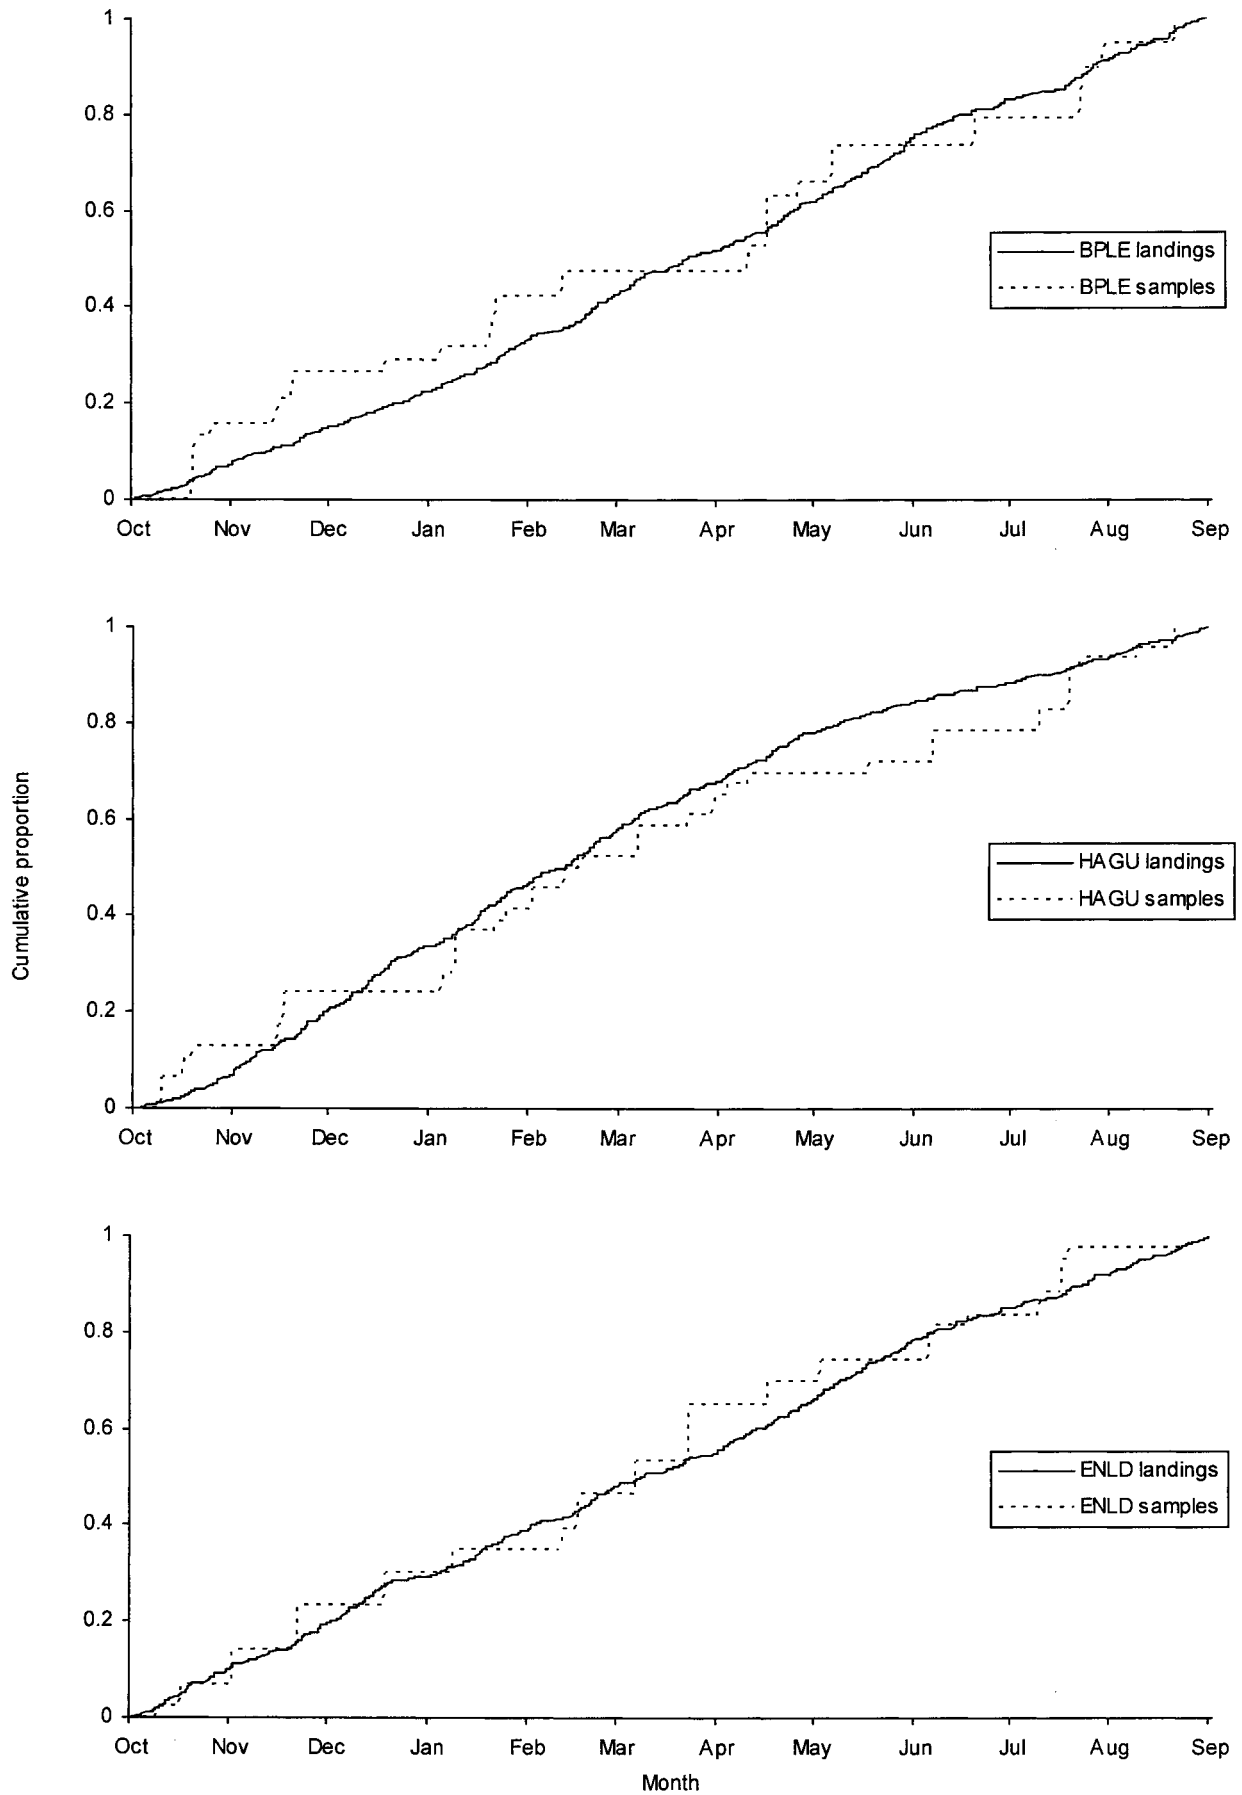 1
0.8
0.6
0.4
0.2
0
Oct Nov Dec Jan Feb Mar Apr May Jun Jul Aug Sep
BPLE landings
BPLE samples
Cumulative proportion
1
0.8
0.6
0.4
0.2
0
Oct Nov Dec Jan Feb Mar Apr May Jun Jul Aug Sep
HAGU landings
HAGU samples
1
0.8
0.6
0.4
0.2
0
Oct Nov Dec Jan Feb Mar Apr May Jun Jul Aug Sep
ENLD landings
ENLD samples
Month